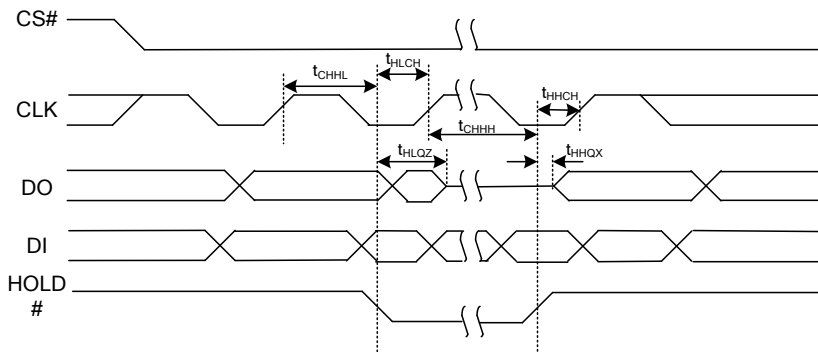 CS#
tHLCH
tCHHL
tHHCH
CLK
tCHHH
tHLQZ
tHHQX
DO
DI
HOLD
#